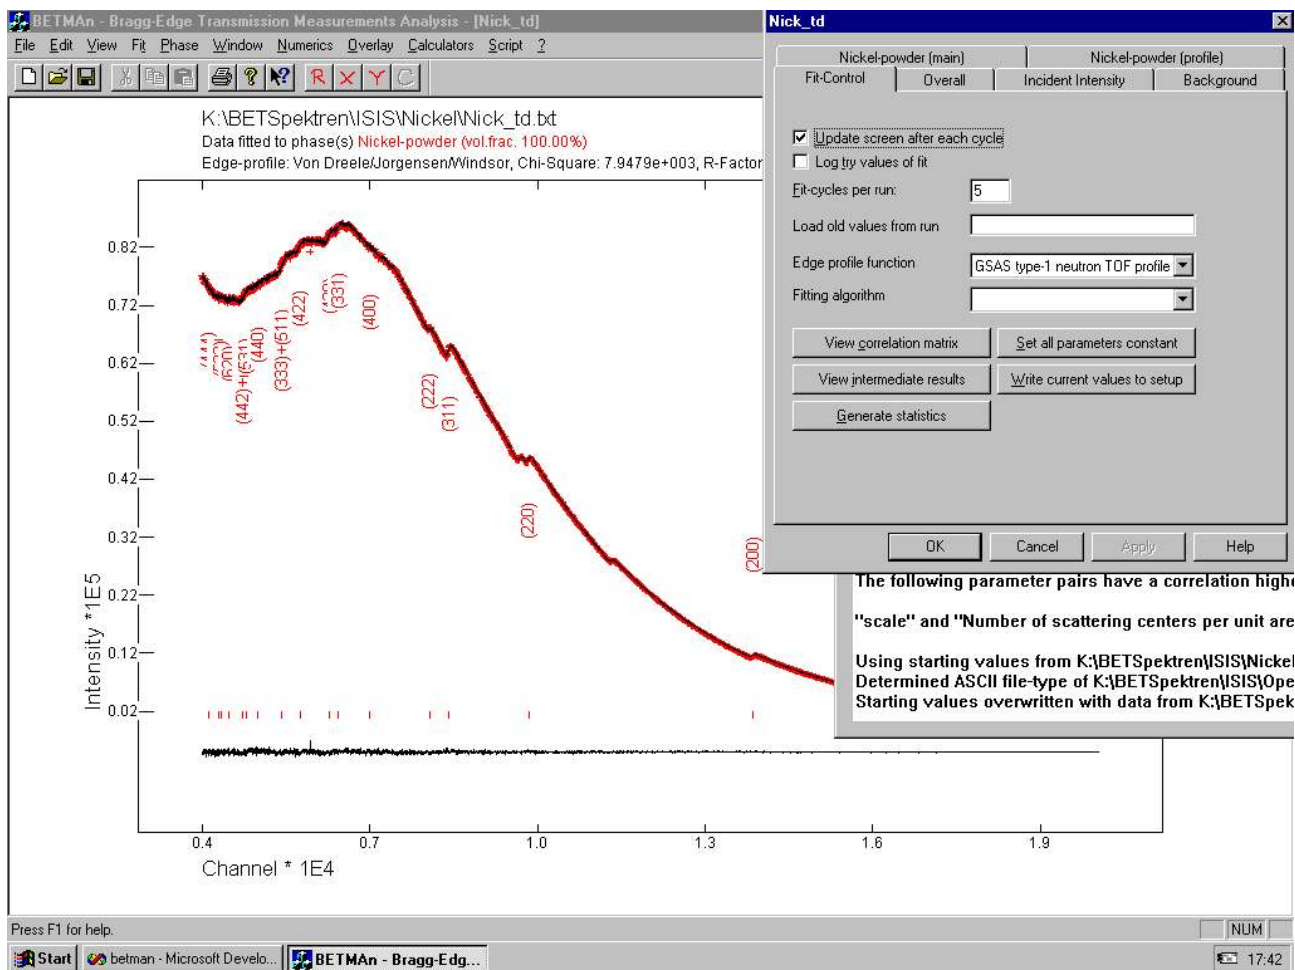 BETMAn - Bragg-Edge Transmission Measurements Analysis - [Nick_td]
File Edit View Fit Phase Window Numerics Overlay Calculators Script ?
R X Y C
K:\BETSpektren\ISIS\Nickel\Nick_td.txt
Data fitted to phase(s) Nickel-powder (vol.frac. 100.00%)
Edge-profile: Von Dreele/Jorgensen/Windsor, Chi-Square: 7.9479e+003, R-Factor
0.82
0.72
0.62
0.52
0.42
0.32
0.22
0.12
0.02
Intensity *1E5
(440)
(333)+(511)
(422)
(331)
(400)
(222)
(311)
(220)
(200)
0.4 0.7 1.0 1.3 1.6 1.9
Channel * 1E4
Nick_td
Nickel-powder (main) Nickel-powder (profile)
Fit-Control Overall Incident Intensity Background
Update screen after each cycle
Log try values of fit
Fit-cycles per run: 5
Load old values from run
Edge profile function GSAS type-1 neutron TOF profile
Fitting algorithm
View correlation matrix Set all parameters constant
View intermediate results Write current values to setup
Generate statistics
OK Cancel Apply Help
The following parameter pairs have a correlation highe
"scale" and "Number of scattering centers per unit are
Using starting values from K:\BETSpektren\ISIS\Nickel
Determined ASCII file-type of K:\BETSpektren\ISIS\Ope
Starting values overwritten with data from K:\BETSpek
Press F1 for help. NUM
Start betman - Microsoft Develo... BETMAn - Bragg-Edg... 17:42